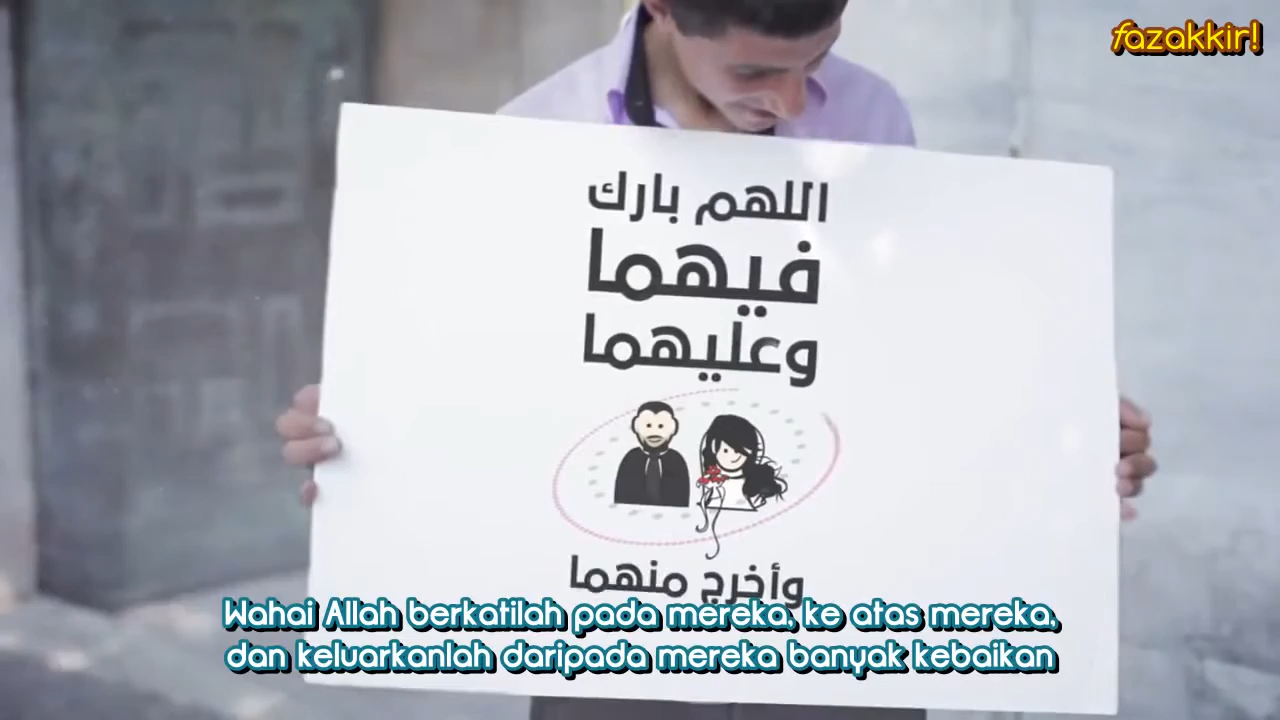 fazakkir!
اللهم بارك
فيهما
وعليهما
وأخرج منهما
Wahai Allah berkatilah pada mereka, ke atas mereka,
dan keluarkanlah daripada mereka banyak kebaikan